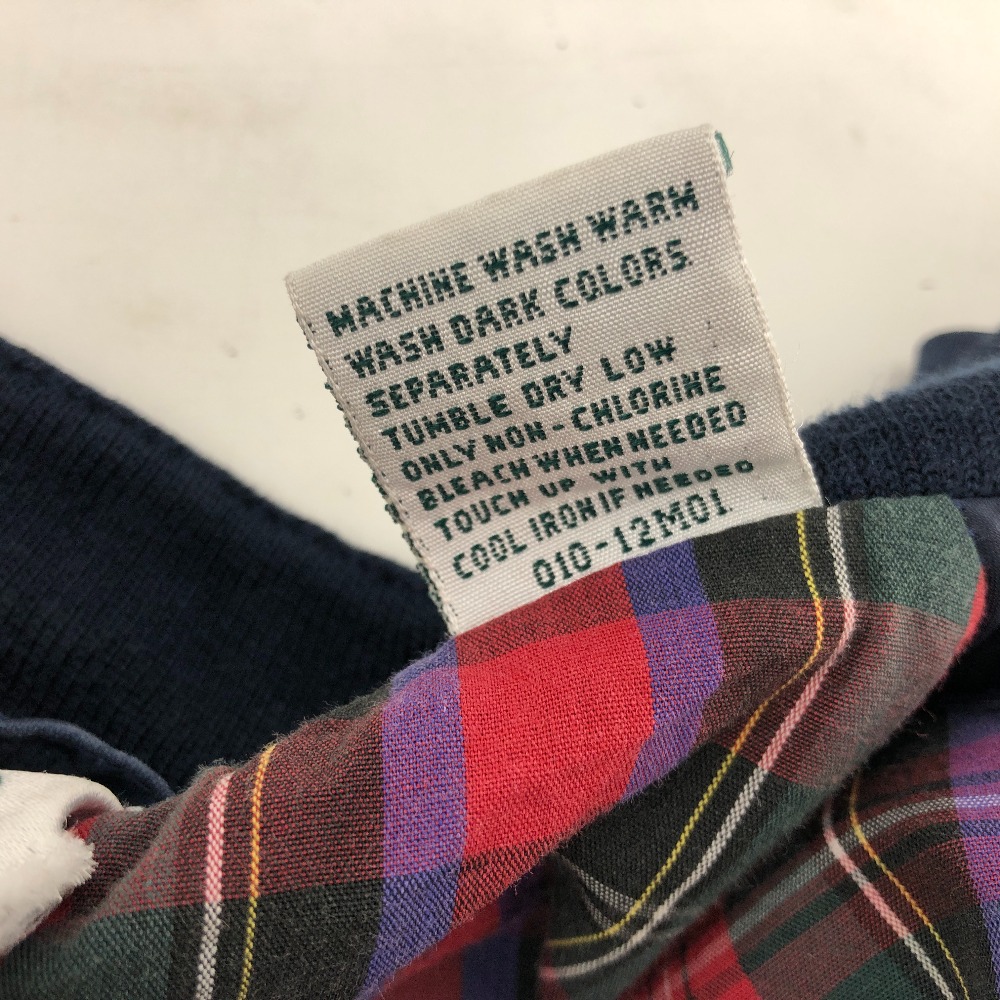 MACHINE WASH WARM
WASH DARK COLORS
SEPARATELY
TUMBLE DRY LOW
ONLY NON-CHLORINE
BLEACH WHEN NEEDED
TOUCH UP WITH
COOL IRON IF NEEDED
010-12M01